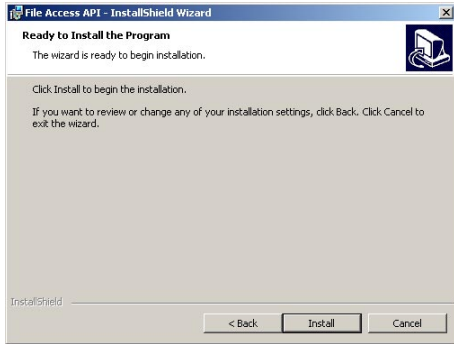 File Access API - InstallShield Wizard
Ready to Install the Program
The wizard is ready to begin installation.
Click Install to begin the installation.
If you want to review or change any of your installation settings, click Back. Click Cancel to
exit the wizard.
InstallShield
< Back Install Cancel